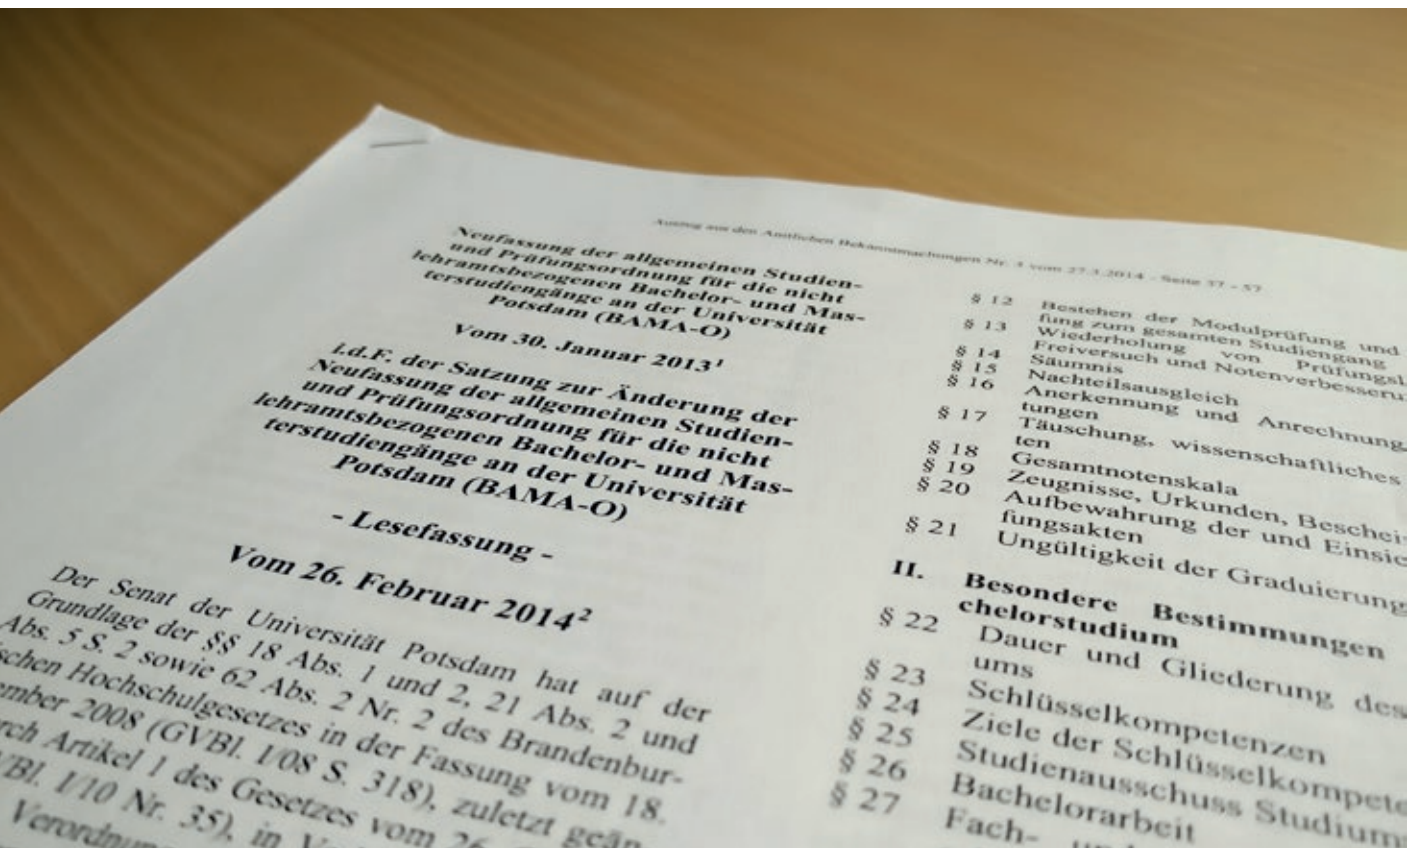 Auszug aus den Amtlichen Bekanntmachungen Nr. 3 vom 27.3.2014 - Seite 37 - 57
Neufassung der allgemeinen Studien-
und Prüfungsordnung für die nicht
lehramtsbezogenen Bachelor- und Mas-
terstudiengänge an der Universität
Potsdam (BAMA-O)
Vom 30. Januar 2013¹
i.d.F. der Satzung zur Änderung der
Neufassung der allgemeinen Studien-
und Prüfungsordnung für die nicht
lehramtsbezogenen Bachelor- und Mas-
terstudiengänge an der Universität
Potsdam (BAMA-O)
- Lesefassung -
Vom 26. Februar 2014²
Der Senat der Universität Potsdam hat auf der
Grundlage der §§ 18 Abs. 1 und 2, 21 Abs. 2 und
Abs. 5 S. 2 sowie 62 Abs. 2 Nr. 2 des Brandenbur-
schen Hochschulgesetzes in der Fassung vom 18.
ember 2008 (GVBl. I/08 S. 318), zuletzt geän-
rch Artikel 1 des Gesetzes vom 26.
VBl. I/10 Nr. 35), in
§ 12 Bestehen der Modulprüfung und
fung zum gesamten Studiengang
§ 13 Wiederholung von Prüfungsl
§ 14 Freiversuch und Notenverbesseru
§ 15 Säumnis
§ 16 Nachteilsausgleich
Anerkennung und Anrechnung
§ 17 tungen
Täuschung, wissenschaftliches
§ 18 ten
§ 19 Gesamtnotenskala
§ 20 Zeugnisse, Urkunden, Beschei
Aufbewahrung der und Einsic
§ 21 fungsakten
Ungültigkeit der Graduierung
II. Besondere Bestimmungen
chelorstudium
§ 22 Dauer und Gliederung des
ums
§ 23 Schlüsselkompetenzen
§ 24 Ziele der Schlüsselkompete
§ 25 Studienausschuss Studium
§ 26 Bachelorarbeit
§ 27 Fach-